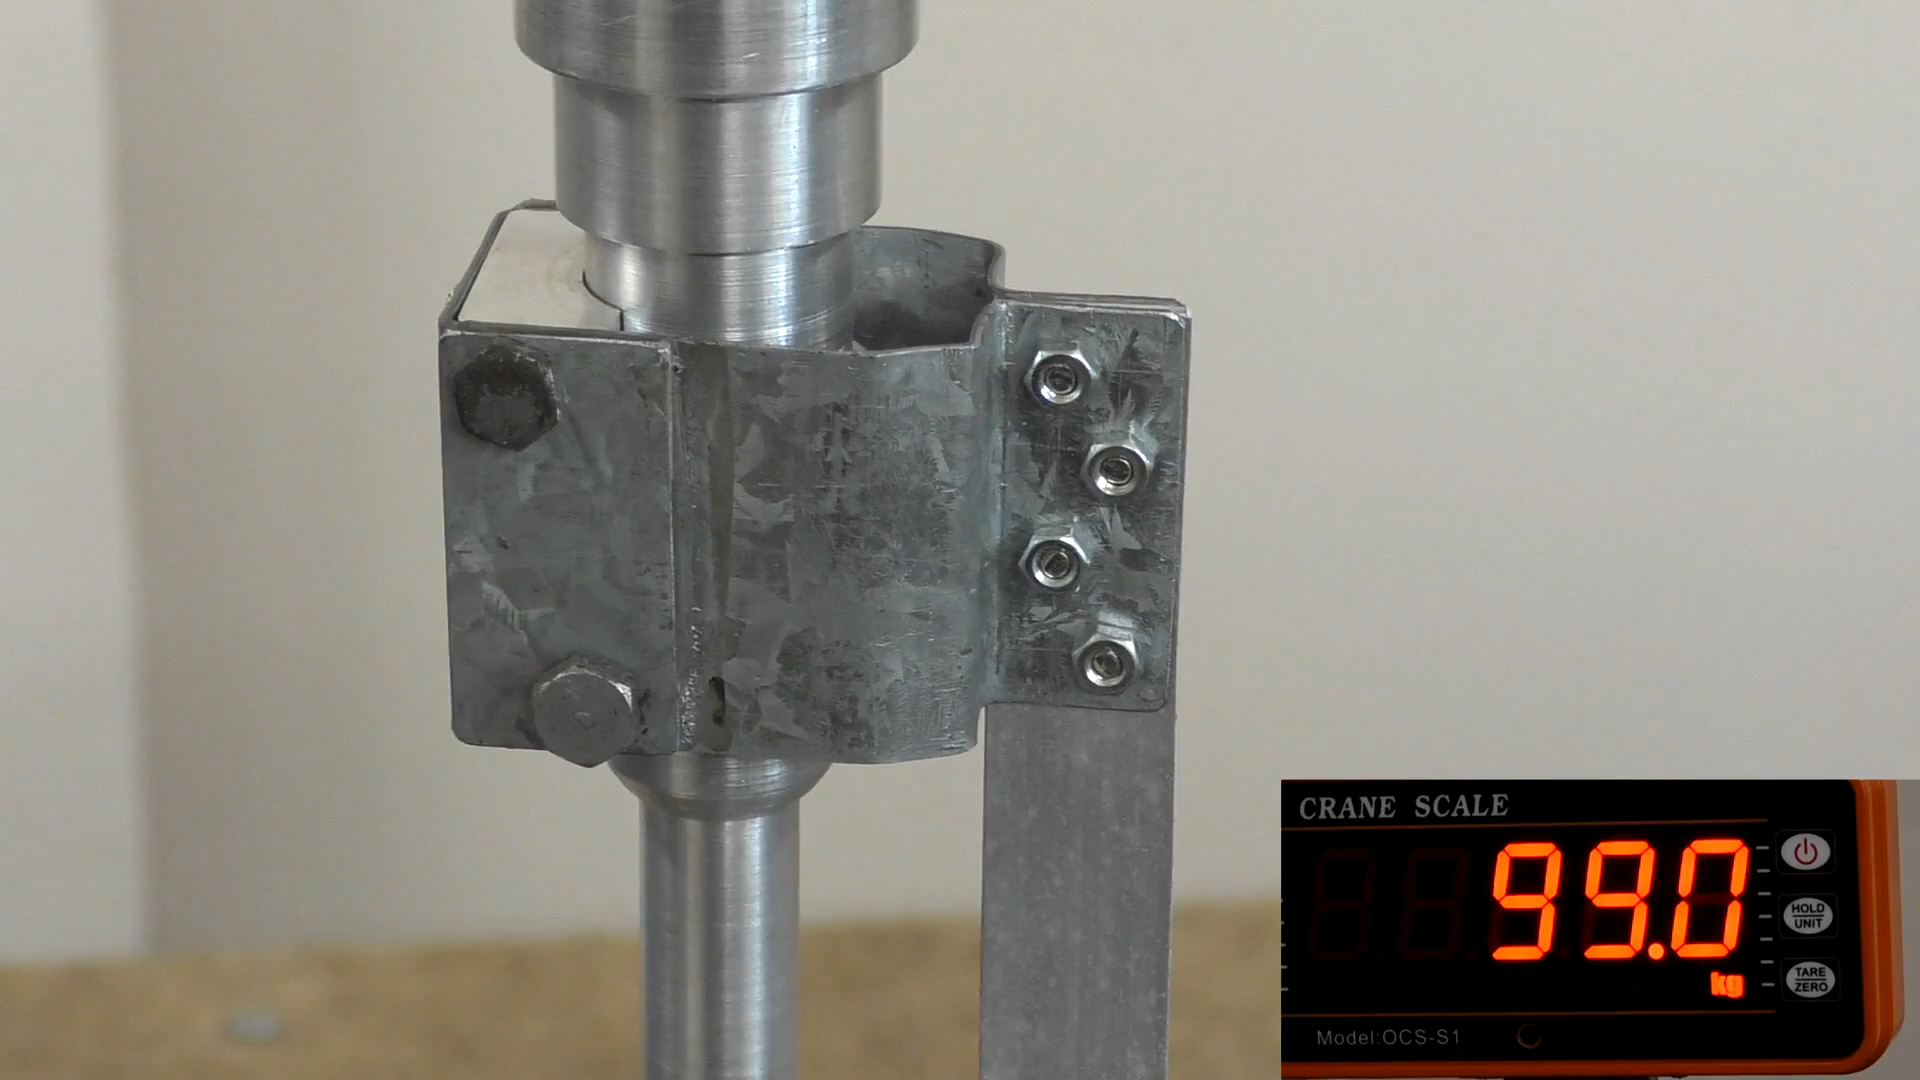 CRANE SCALE
99.0
kg
HOLD
UNIT
TARE
ZERO
Model:OCS-S1